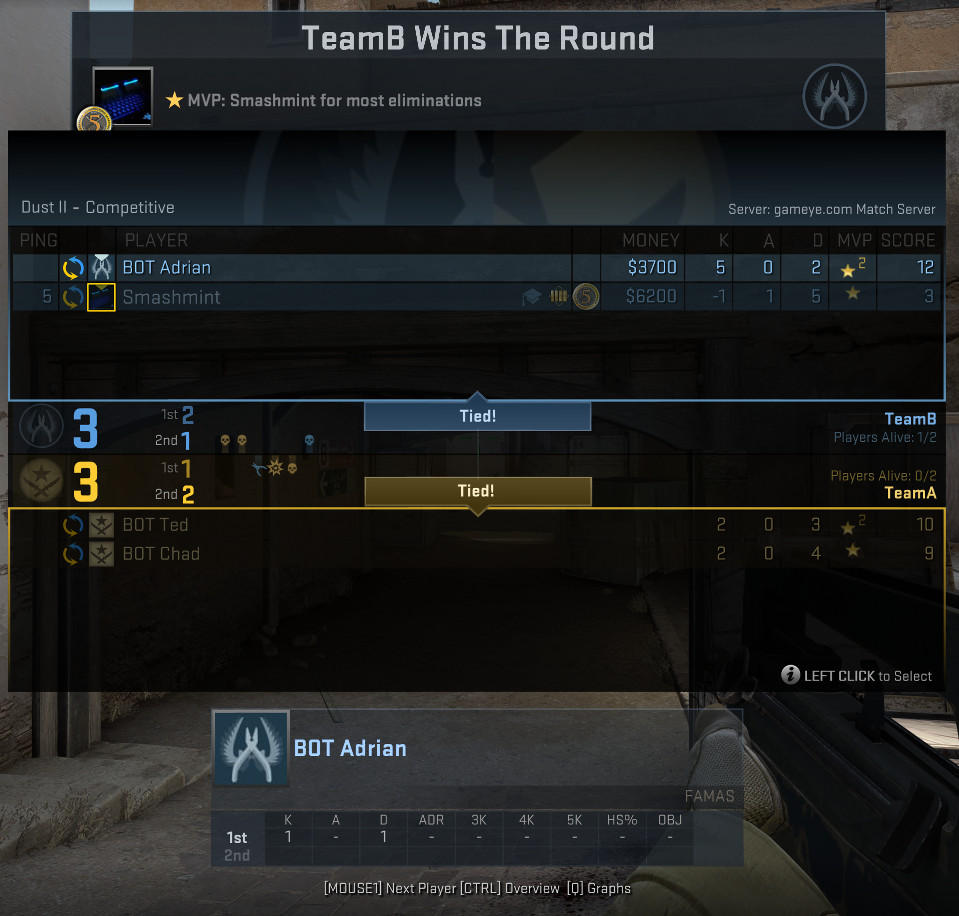 TeamB Wins The Round
MVP: Smashmint for most eliminations
5
Dust II - Competitive
Server: gameye.com Match Server
PING PLAYER MONEY K A D MVP SCORE
BOT Adrian $3700 5 0 2 2 12
5 Smashmint 5 $6200 -1 1 5 3
3 1st 2
2nd 1
Tied!
TeamB
Players Alive: 1/2
3 1st 1
2nd 2
Tied!
Players Alive: 0/2
TeamA
BOT Ted 2 0 3 2 10
BOT Chad 2 0 4 9
i LEFT CLICK to Select
BOT Adrian
FAMAS
K A D ADR 3K 4K 5K HS% OBJ
1st 1 - 1 - - - - - -
2nd
[MOUSE1] Next Player [CTRL] Overview [Q] Graphs